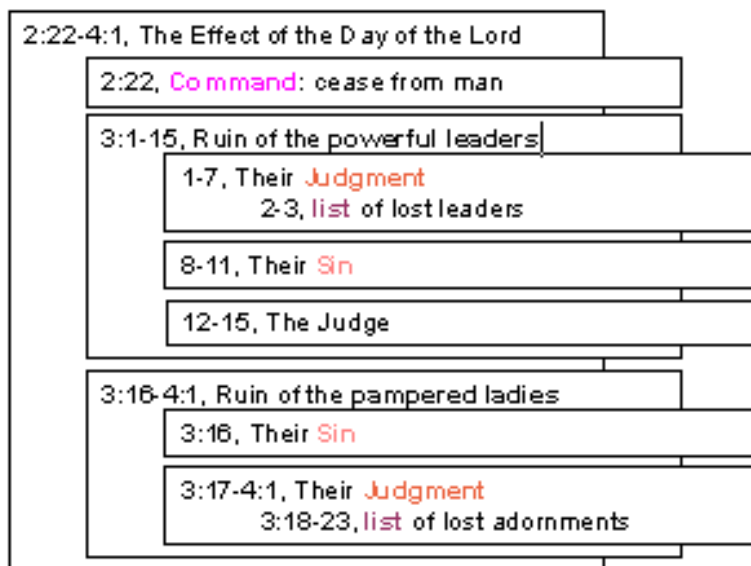 2:22-4:1, The Effect of the Day of the Lord
2:22, Command: cease from man
3:1-15, Ruin of the powerful leaders
1-7, Their Judgment
2-3, list of lost leaders
8-11, Their Sin
12-15, The Judge
3:16-4:1, Ruin of the pampered ladies
3:16, Their Sin
3:17-4:1, Their Judgment
3:18-23, list of lost adornments